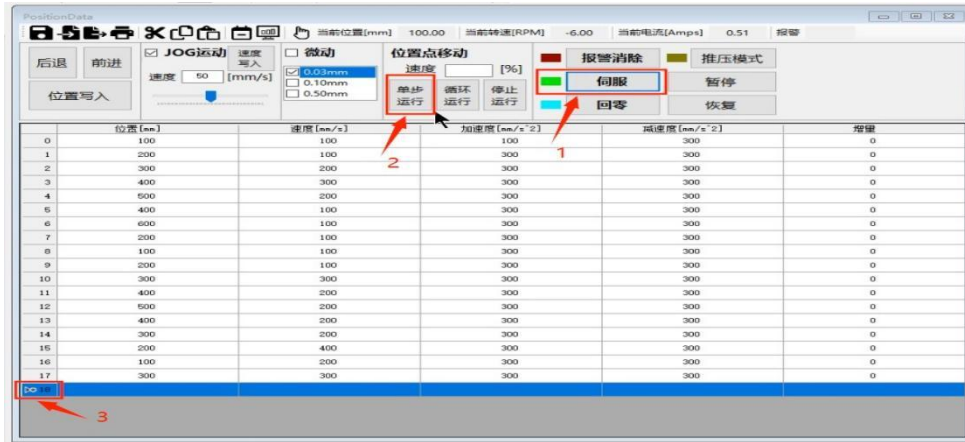 PositionData
当前位置[mm] 100.00 当前转速[RPM] -6.00 当前电流[Amps] 0.51 报警
后退 前进 位置写入
JOG运动 速度写入
速度 50 [mm/s]
微动
0.03mm
0.10mm
0.50mm
位置点移动
速度 [%]
单步运行 循环运行 停止运行
报警消除 推压模式
伺服 暂停
回零 恢复
1
2
位置[mm] 速度[mm/s] 加速度[mm/s^2] 减速度[mm/s^2] 增量
0 100 100 100 300 0
1 200 100 300 300 0
2 300 200 300 300 0
3 400 300 300 300 0
4 500 200 300 300 0
5 400 100 300 300 0
6 600 100 300 300 0
7 200 100 300 300 0
8 100 100 300 300 0
9 200 100 300 300 0
10 300 300 300 300 0
11 400 200 300 300 0
12 500 200 300 300 0
13 400 200 300 300 0
14 300 200 300 300 0
15 200 400 300 300 0
16 100 200 300 300 0
17 300 300 300 300 0
18
3